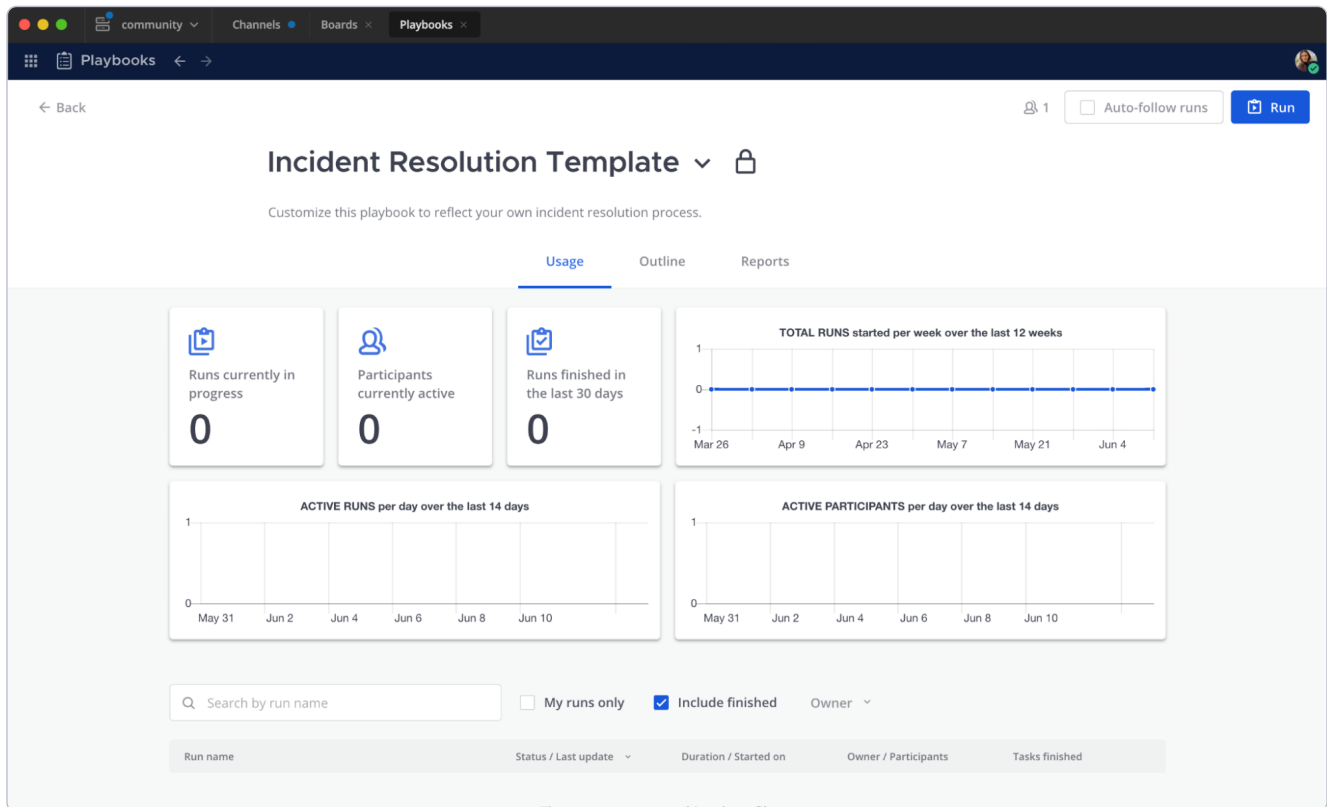 community
Channels
Boards
Playbooks
Playbooks
Back
1
Auto-follow runs
Run
Incident Resolution Template
Customize this playbook to reflect your own incident resolution process.
Usage
Outline
Reports
Runs currently in
progress
0
Participants
currently active
0
Runs finished in
the last 30 days
0
TOTAL RUNS started per week over the last 12 weeks
1
0
-1
Mar 26 Apr 9 Apr 23 May 7 May 21 Jun 4
ACTIVE RUNS per day over the last 14 days
1
0
May 31 Jun 2 Jun 4 Jun 6 Jun 8 Jun 10
ACTIVE PARTICIPANTS per day over the last 14 days
1
0
May 31 Jun 2 Jun 4 Jun 6 Jun 8 Jun 10
Search by run name
My runs only
Include finished
Owner
Run name Status / Last update Duration / Started on Owner / Participants Tasks finished